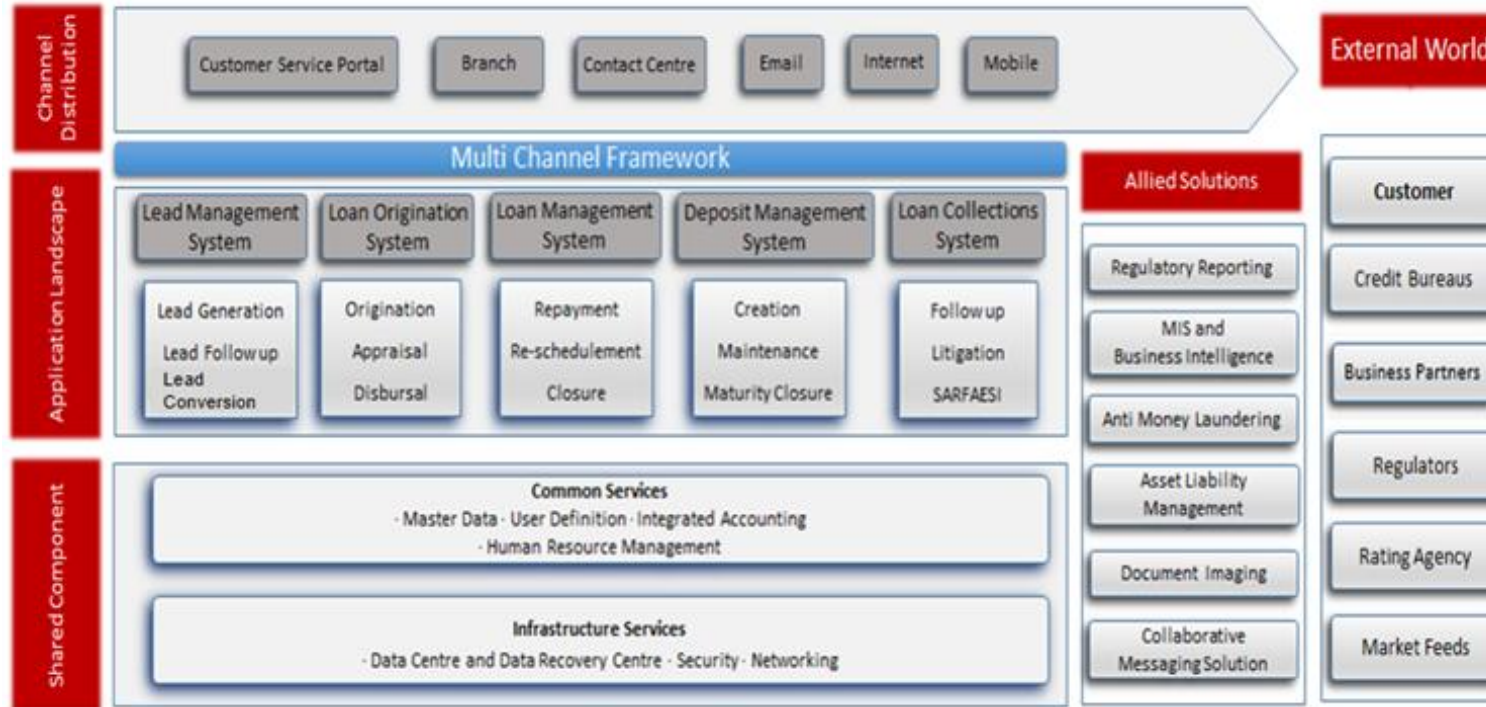 Channel
Distribution
Customer Service Portal
Branch
Contact Centre
Email
Internet
Mobile
External World
Multi Channel Framework
Application Landscape
Lead Management
System
Loan Origination
System
Loan Management
System
Deposit Management
System
Loan Collections
System
Lead Generation
Lead Followup
Lead
Conversion
Origination
Appraisal
Disbursal
Repayment
Re-schedulement
Closure
Creation
Maintenance
Maturity Closure
Followup
Litigation
SARFAESI
Allied Solutions
Regulatory Reporting
MIS and
Business Intelligence
Anti Money Laundering
Asset Liability
Management
Document Imaging
Collaborative
Messaging Solution
Customer
Credit Bureaus
Business Partners
Regulators
Rating Agency
Market Feeds
Shared Component
Common Services
· Master Data · User Definition · Integrated Accounting
· Human Resource Management
Infrastructure Services
· Data Centre and Data Recovery Centre · Security · Networking